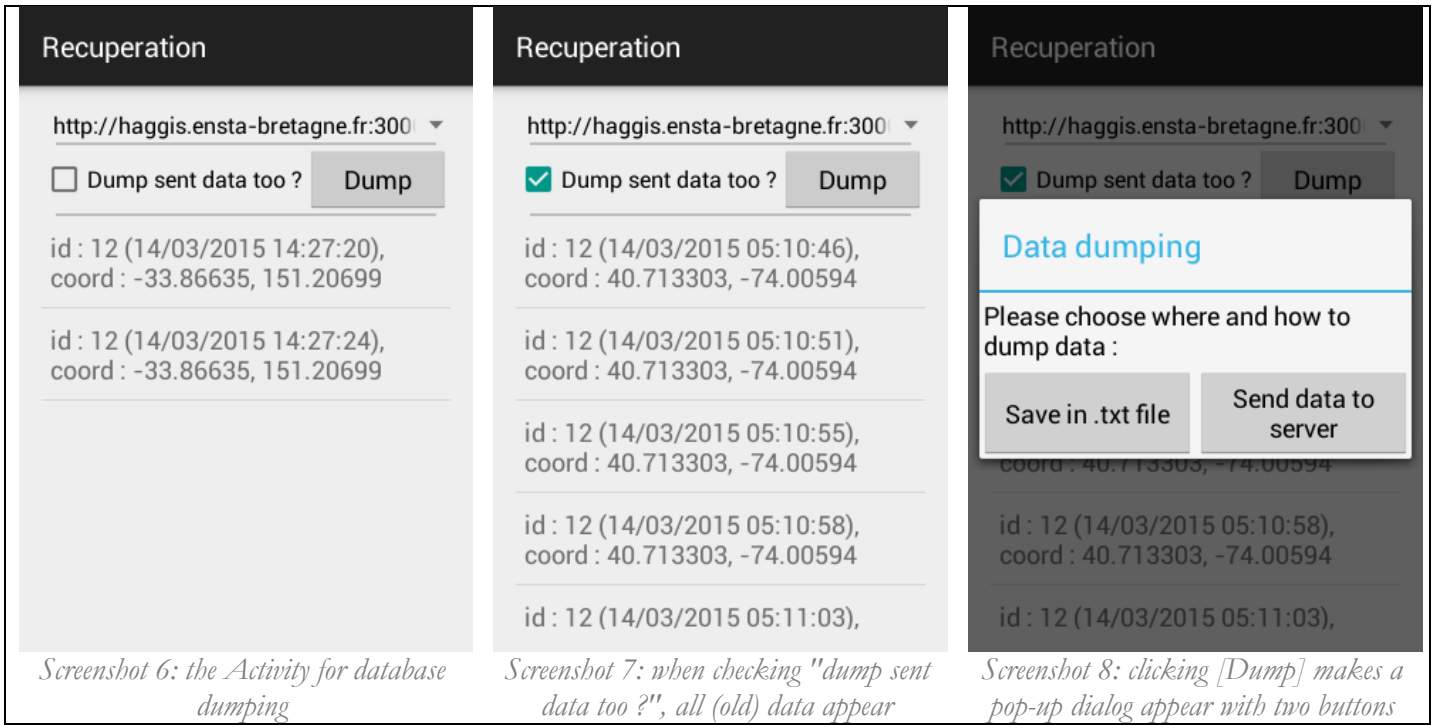 Recuperation
http://haggis.ensta-bretagne.fr:300
Dump sent data too ?
Dump
id : 12 (14/03/2015 14:27:20),
coord : -33.86635, 151.20699
id : 12 (14/03/2015 14:27:24),
coord : -33.86635, 151.20699
Screenshot 6: the Activity for database
dumping
Recuperation
http://haggis.ensta-bretagne.fr:300
Dump sent data too ?
Dump
id : 12 (14/03/2015 05:10:46),
coord : 40.713303, -74.00594
id : 12 (14/03/2015 05:10:51),
coord : 40.713303, -74.00594
id : 12 (14/03/2015 05:10:55),
coord : 40.713303, -74.00594
id : 12 (14/03/2015 05:10:58),
coord : 40.713303, -74.00594
id : 12 (14/03/2015 05:11:03),
Screenshot 7: when checking "dump sent
data too ?", all (old) data appear
Recuperation
http://haggis.ensta-bretagne.fr:300
Dump sent data too ?
Dump
Data dumping
Please choose where and how to
dump data :
Save in .txt file
Send data to
server
coord : 40.713303, -74.00594
id : 12 (14/03/2015 05:10:58),
coord : 40.713303, -74.00594
id : 12 (14/03/2015 05:11:03),
Screenshot 8: clicking [Dump] makes a
pop-up dialog appear with two buttons